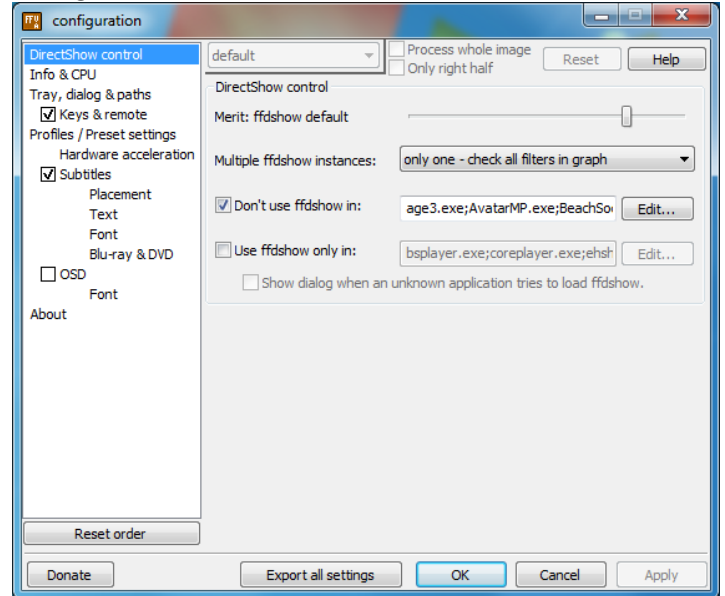 configuration
DirectShow control
Info & CPU
Tray, dialog & paths
Keys & remote
Profiles / Preset settings
Hardware acceleration
Subtitles
Placement
Text
Font
Blu-ray & DVD
OSD
Font
About
Reset order
default
Process whole image
Only right half
Reset
Help
DirectShow control
Merit: ffdshow default
Multiple ffdshow instances:
only one - check all filters in graph
Don't use ffdshow in:
age3.exe;AvatarMP.exe;BeachSo
Edit...
Use ffdshow only in:
bsplayer.exe;coreplayer.exe;ehsh
Edit...
Show dialog when an unknown application tries to load ffdshow.
Donate
Export all settings
OK
Cancel
Apply